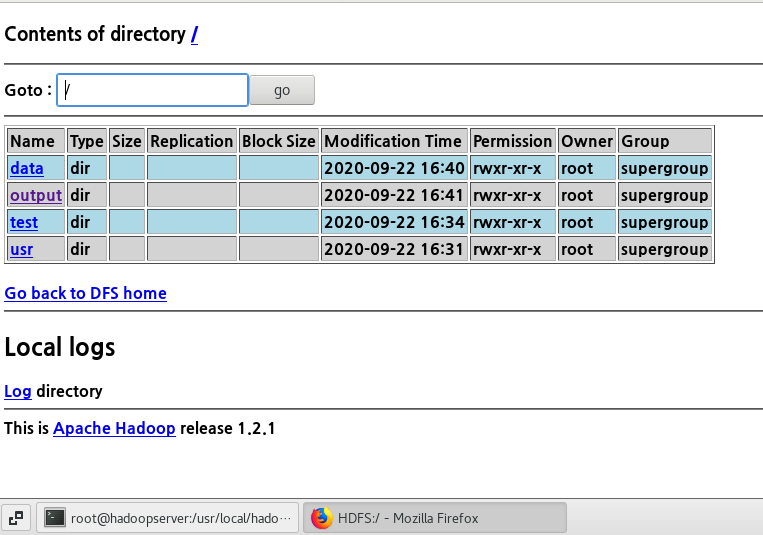 Contents of directory /
Goto : / go
Name Type Size Replication Block Size Modification Time Permission Owner Group
data dir 2020-09-22 16:40 rwxr-xr-x root supergroup
output dir 2020-09-22 16:41 rwxr-xr-x root supergroup
test dir 2020-09-22 16:34 rwxr-xr-x root supergroup
usr dir 2020-09-22 16:31 rwxr-xr-x root supergroup
Go back to DFS home
Local logs
Log directory
This is Apache Hadoop release 1.2.1
root@hadoopserver:/usr/local/hado⋯ HDFS:/ - Mozilla Firefox